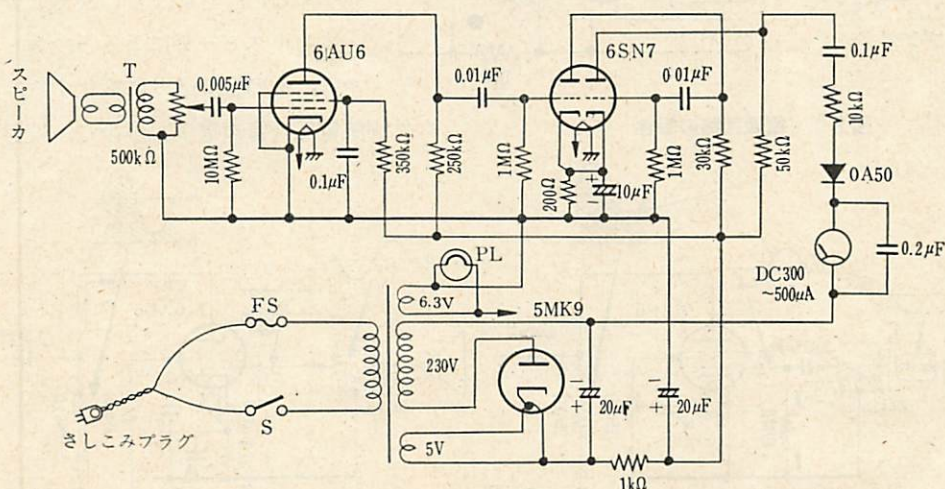 スピーカ
T
500kΩ
0.005μF
10MΩ
6AU6
0.1μF
350kΩ
250kΩ
0.01μF
1MΩ
6SN7
200Ω
+
-
10μF
0.01μF
1MΩ
30kΩ
50kΩ
0.1μF
10kΩ
OA50
DC300
~500μA
0.2μF
PL
6.3V
FS
S
さしこみプラグ
230V
5V
5MK9
-
+
20μF
-
+
20μF
1kΩ